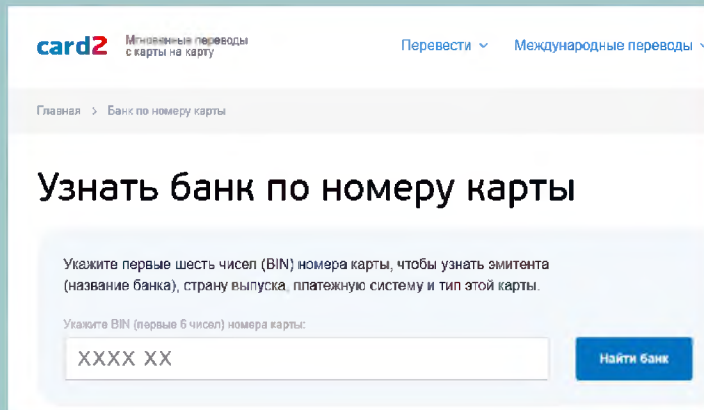 card2
Мгновенные переводы
с карты на карту
Перевести
Международные переводы
Главная > Банк по номеру карты
Узнать банк по номеру карты
Укажите первые шесть чисел (BIN) номера карты, чтобы узнать эмитента
(название банка), страну выпуска, платежную систему и тип этой карты.
Укажите BIN (первые 6 чисел) номера карты:
XXXX XX
Найти банк